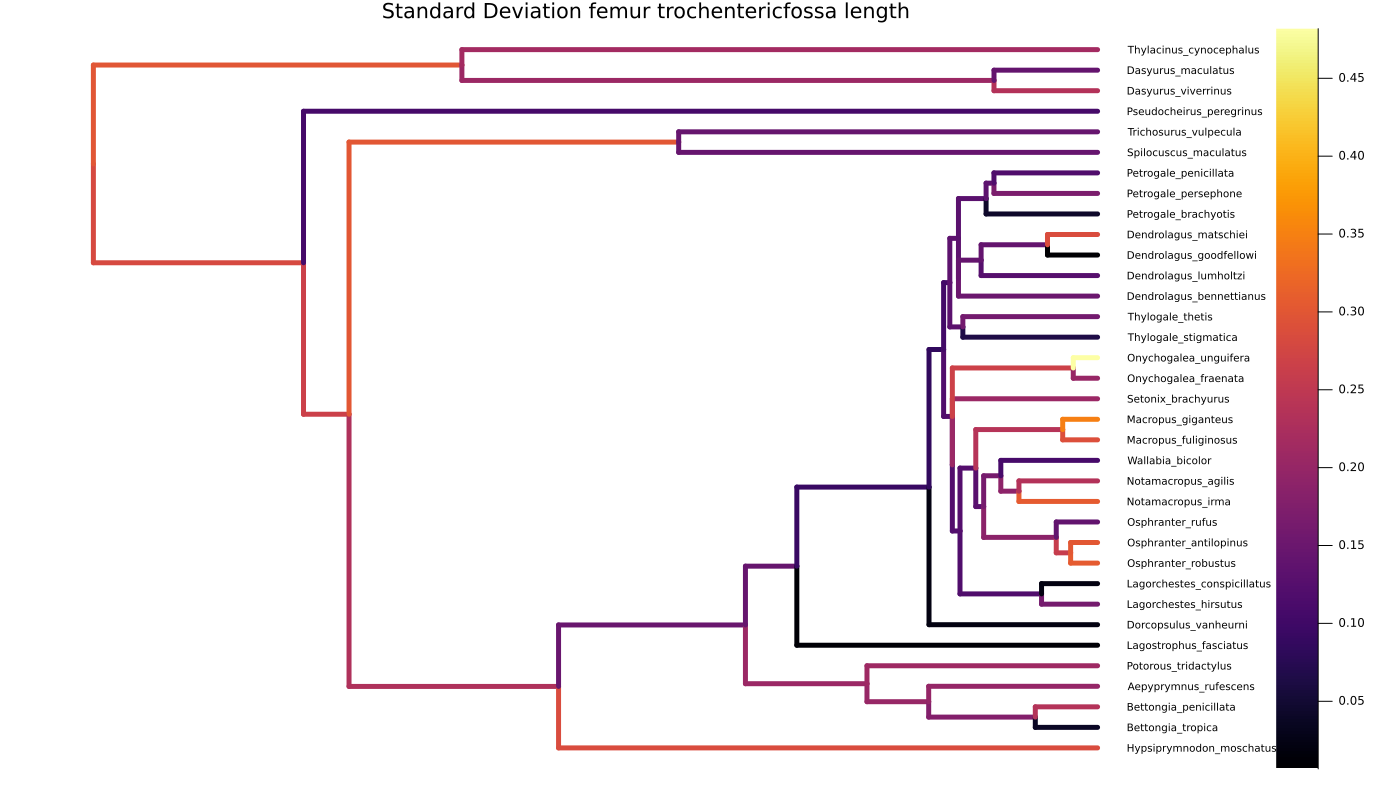 Standard Deviation femur trochentericfossa length
Thylacinus_cynocephalus
Dasyurus_maculatus
Dasyurus_viverrinus
Pseudocheirus_peregrinus
Trichosurus_vulpecula
Spilocuscus_maculatus
Petrogale_penicillata
Petrogale_persephone
Petrogale_brachyotis
Dendrolagus_matschiei
Dendrolagus_goodfellowi
Dendrolagus_lumholtzi
Dendrolagus_bennettianus
Thylogale_thetis
Thylogale_stigmatica
Onychogalea_unguifera
Onychogalea_fraenata
Setonix_brachyurus
Macropus_giganteus
Macropus_fuliginosus
Wallabia_bicolor
Notamacropus_agilis
Notamacropus_irma
Osphranter_rufus
Osphranter_antilopinus
Osphranter_robustus
Lagorchestes_conspicillatus
Lagorchestes_hirsutus
Dorcopsulus_vanheurni
Lagostrophus_fasciatus
Potorous_tridactylus
Aepyprymnus_rufescens
Bettongia_penicillata
Bettongia_tropica
Hypsiprymnodon_moschatus
0.45
0.40
0.35
0.30
0.25
0.20
0.15
0.10
0.05